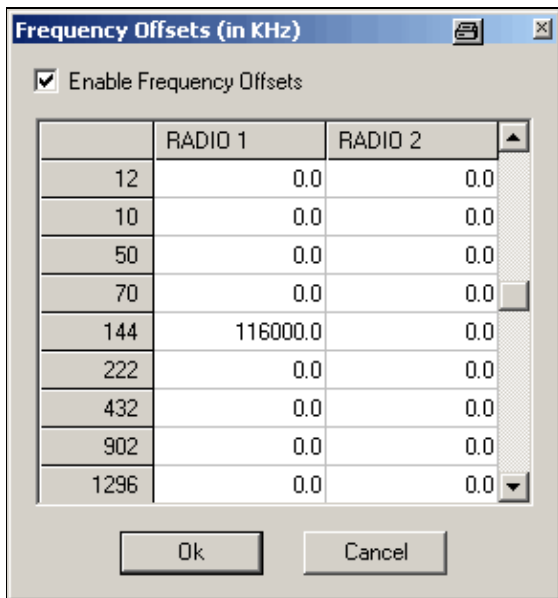 Frequency Offsets (in KHz)
Enable Frequency Offsets
RADIO 1 RADIO 2
12 0.0 0.0
10 0.0 0.0
50 0.0 0.0
70 0.0 0.0
144 116000.0 0.0
222 0.0 0.0
432 0.0 0.0
902 0.0 0.0
1296 0.0 0.0
Ok Cancel